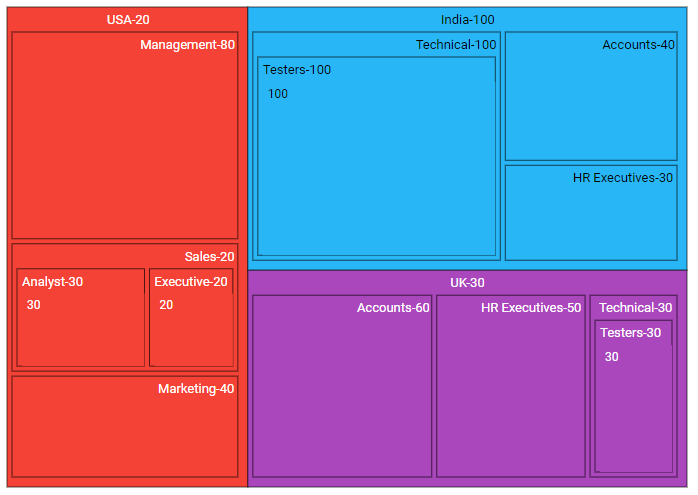 USA-20
Management-80
Sales-20
Analyst-30
30
Executive-20
20
Marketing-40
India-100
Technical-100
Testers-100
100
Accounts-40
HR Executives-30
UK-30
Accounts-60
HR Executives-50
Technical-30
Testers-30
30